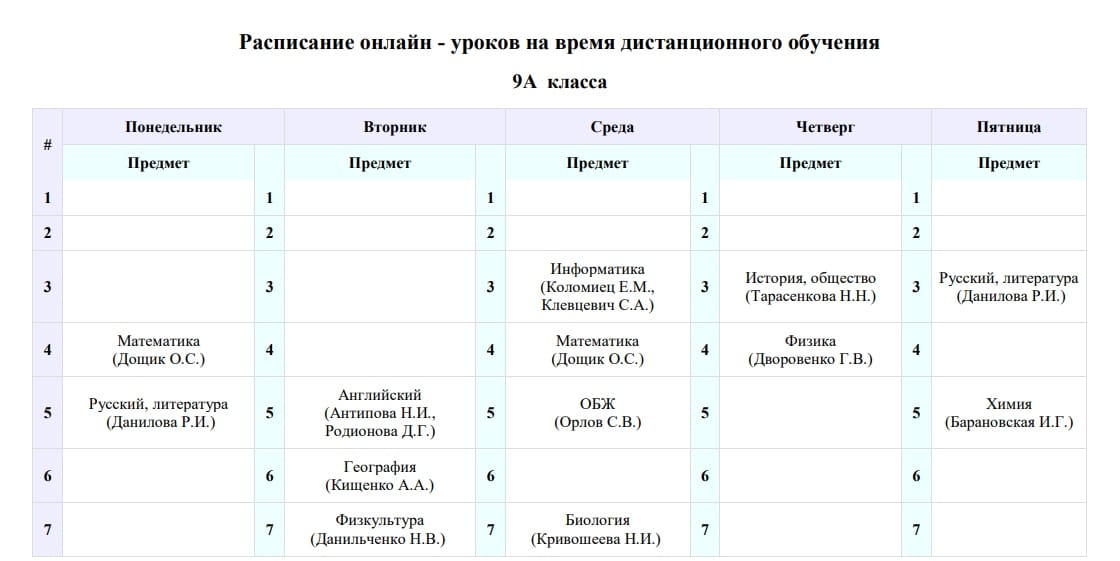 Расписание онлайн - уроков на время дистанционного обучения
9А класса
# Понедельник Вторник Среда Четверг Пятница
Предмет Предмет Предмет Предмет Предмет
1 1 1 1 1
2 2 2 2 2
3 3 3 Информатика (Коломиец Е.М., Клевцевич С.А.) 3 История, общество (Тарасенкова Н.Н.) 3 Русский, литература (Данилова Р.И.)
4 Математика (Дощик О.С.) 4 4 Математика (Дощик О.С.) 4 Физика (Дворовенко Г.В.) 4
5 Русский, литература (Данилова Р.И.) 5 Английский (Антипова Н.И., Родионова Д.Г.) 5 ОБЖ (Орлов С.В.) 5 5 Химия (Барановская И.Г.)
6 6 География (Кищенко А.А.) 6 6 6
7 7 Физкультура (Данильченко Н.В.) 7 Биология (Кривошеева Н.И.) 7 7